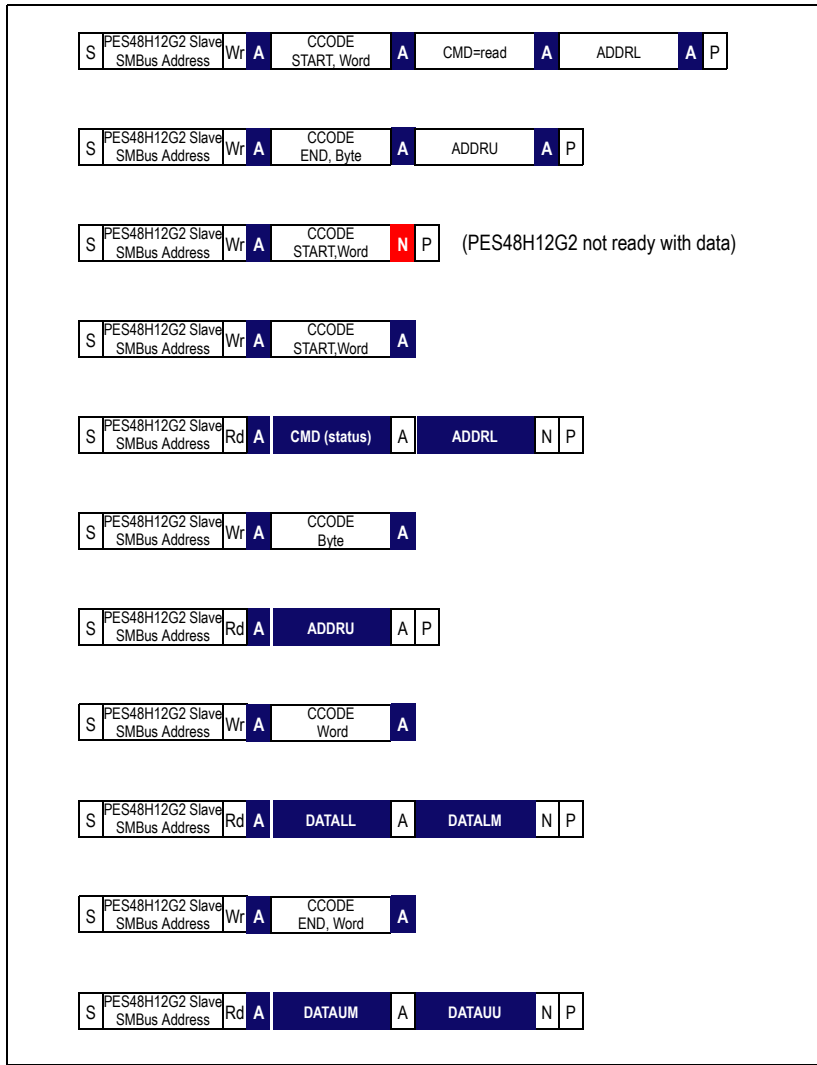 S PES48H12G2 Slave SMBus Address Wr A CCODE START, Word A CMD=read A ADDRL A P
S PES48H12G2 Slave SMBus Address Wr A CCODE END, Byte A ADDRU A P
S PES48H12G2 Slave SMBus Address Wr A CCODE START,Word N P (PES48H12G2 not ready with data)
S PES48H12G2 Slave SMBus Address Wr A CCODE START,Word A
S PES48H12G2 Slave SMBus Address Rd A CMD (status) A ADDRL N P
S PES48H12G2 Slave SMBus Address Wr A CCODE Byte A
S PES48H12G2 Slave SMBus Address Rd A ADDRU A P
S PES48H12G2 Slave SMBus Address Wr A CCODE Word A
S PES48H12G2 Slave SMBus Address Rd A DATALL A DATALM N P
S PES48H12G2 Slave SMBus Address Wr A CCODE END, Word A
S PES48H12G2 Slave SMBus Address Rd A DATAUM A DATAUU N P